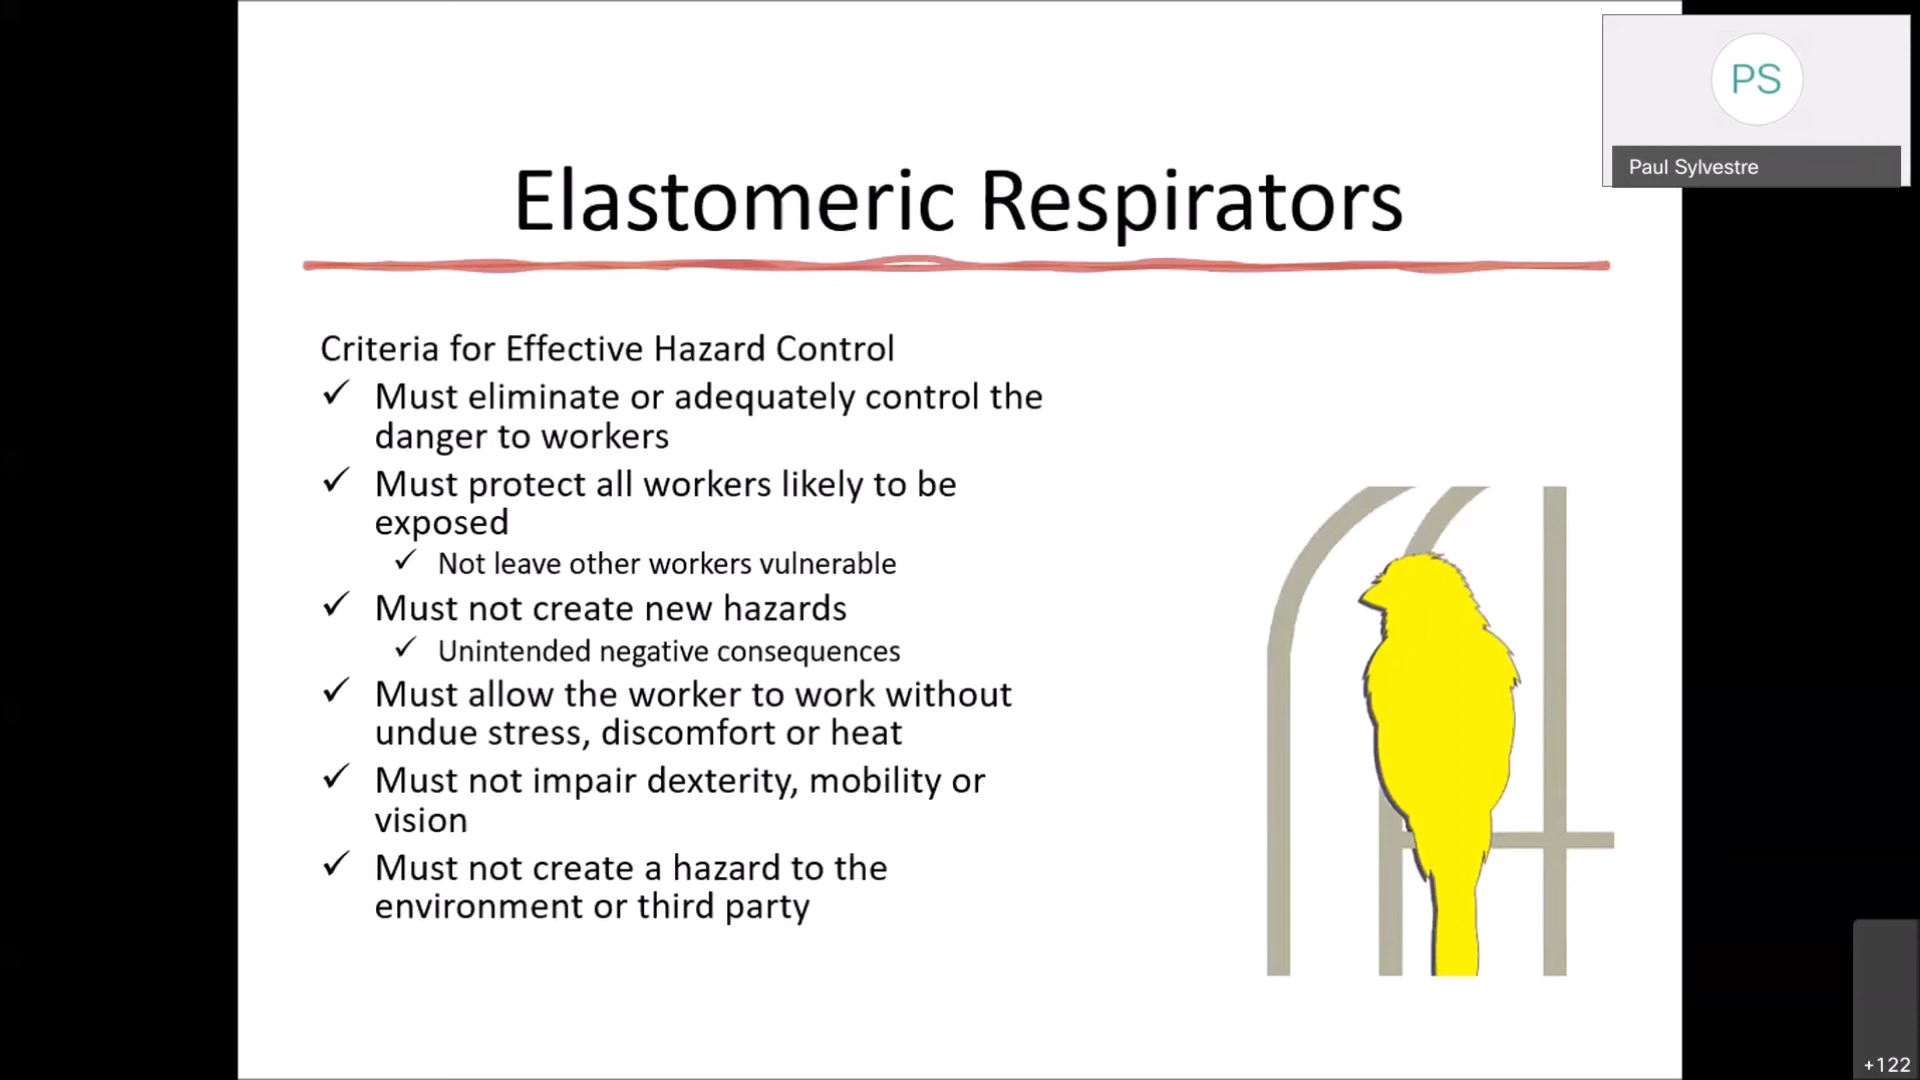 PS
Paul Sylvestre
Elastomeric Respirators
Criteria for Effective Hazard Control
✓ Must eliminate or adequately control the
danger to workers
✓ Must protect all workers likely to be
exposed
✓ Not leave other workers vulnerable
✓ Must not create new hazards
✓ Unintended negative consequences
✓ Must allow the worker to work without
undue stress, discomfort or heat
✓ Must not impair dexterity, mobility or
vision
✓ Must not create a hazard to the
environment or third party
+122